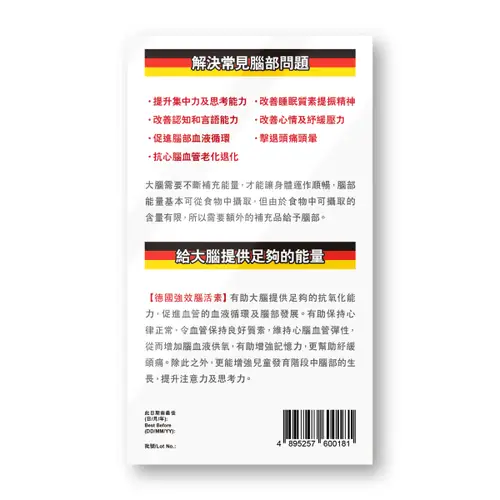 解決常見腦部問題
•提升集中力及思考能力 •改善睡眠質素提振精神
•改善認知和言語能力 •改善心情及紓緩壓力
•促進腦部血液循環 •擊退頭痛頭暈
•抗心腦血管老化退化
大腦需要不斷補充能量，才能讓身體運作順暢，腦部
能量基本可從食物中攝取，但由於食物中可攝取的
含量有限，所以需要額外的補充品給予腦部。
給大腦提供足夠的能量
【德國強效腦活素】有助大腦提供足夠的抗氧化能
力，促進血管的血液循環及腦部發展。有助保持心
律正常，令血管保持良好質素，維持心腦血管彈性，
從而增加腦血液供氧，有助增強記憶力，更幫助紓緩
頭痛。除此之外，更能增強兒童發育階段中腦部的生
長，提升注意力及思考力。
此日期前最佳
(日/月/年):
Best Before
(DD/MM/YY):
批號/Lot No.:
4 895257 600181